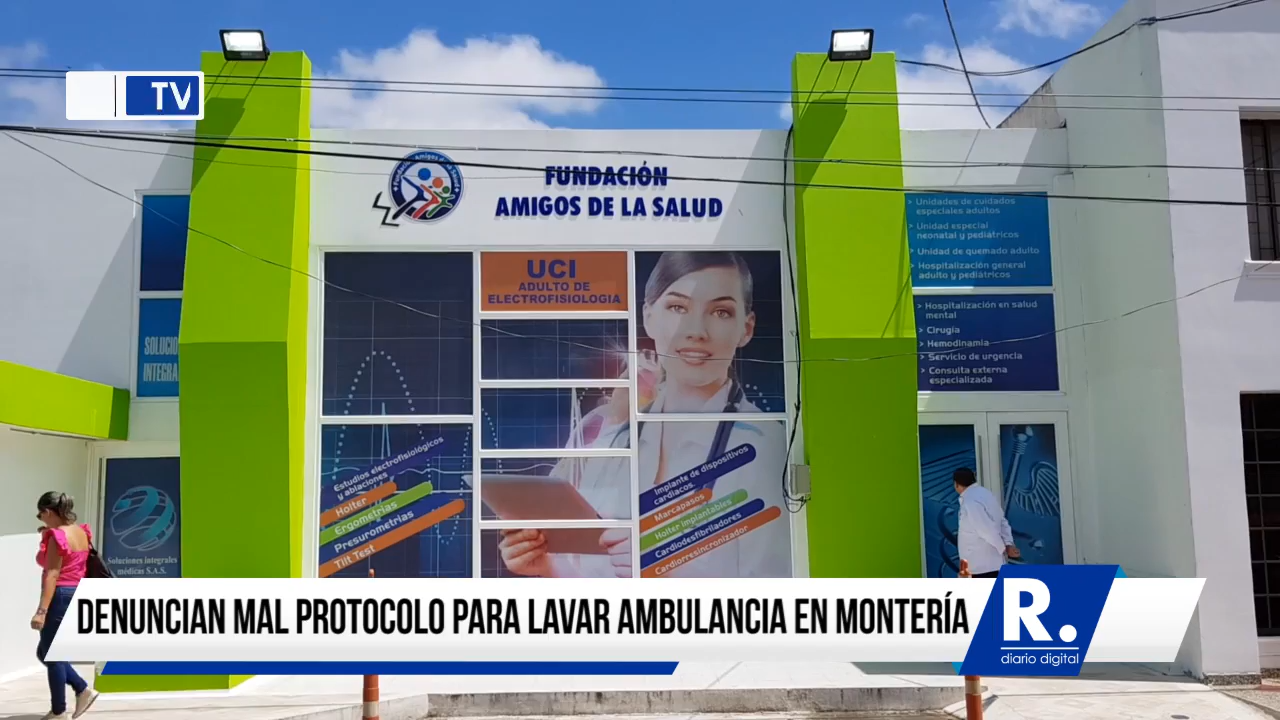 TV
FUNDACIÓN
AMIGOS DE LA SALUD
UCI
ADULTO DE
ELECTROFISIOLOGIA
> Unidades de cuidados
especiales adultos
> Unidad especial
neonatal y pediátricos
> Unidad de quemado adulto
> Hospitalización general
adulto y pediátricos
> Hospitalización en salud
mental
> Cirugia
> Hemodinamia
> Servicio de urgencia
> Consulta externa
especializada
SOLUCIO
INTEGRA
Estudios electrofisiológicos
y ablaciones
Holter
Ergometrías
Presurometrías
Tilt Test
Implante de dispositivos
cardiacos
Marcapasos
Holter implantables
Cardiodesfibriladores
Cardiorresincronizador
Soluciones integrales
médicas S.A.S.
DENUNCIAN MAL PROTOCOLO PARA LAVAR AMBULANCIA EN MONTERÍA
R.
diario digital